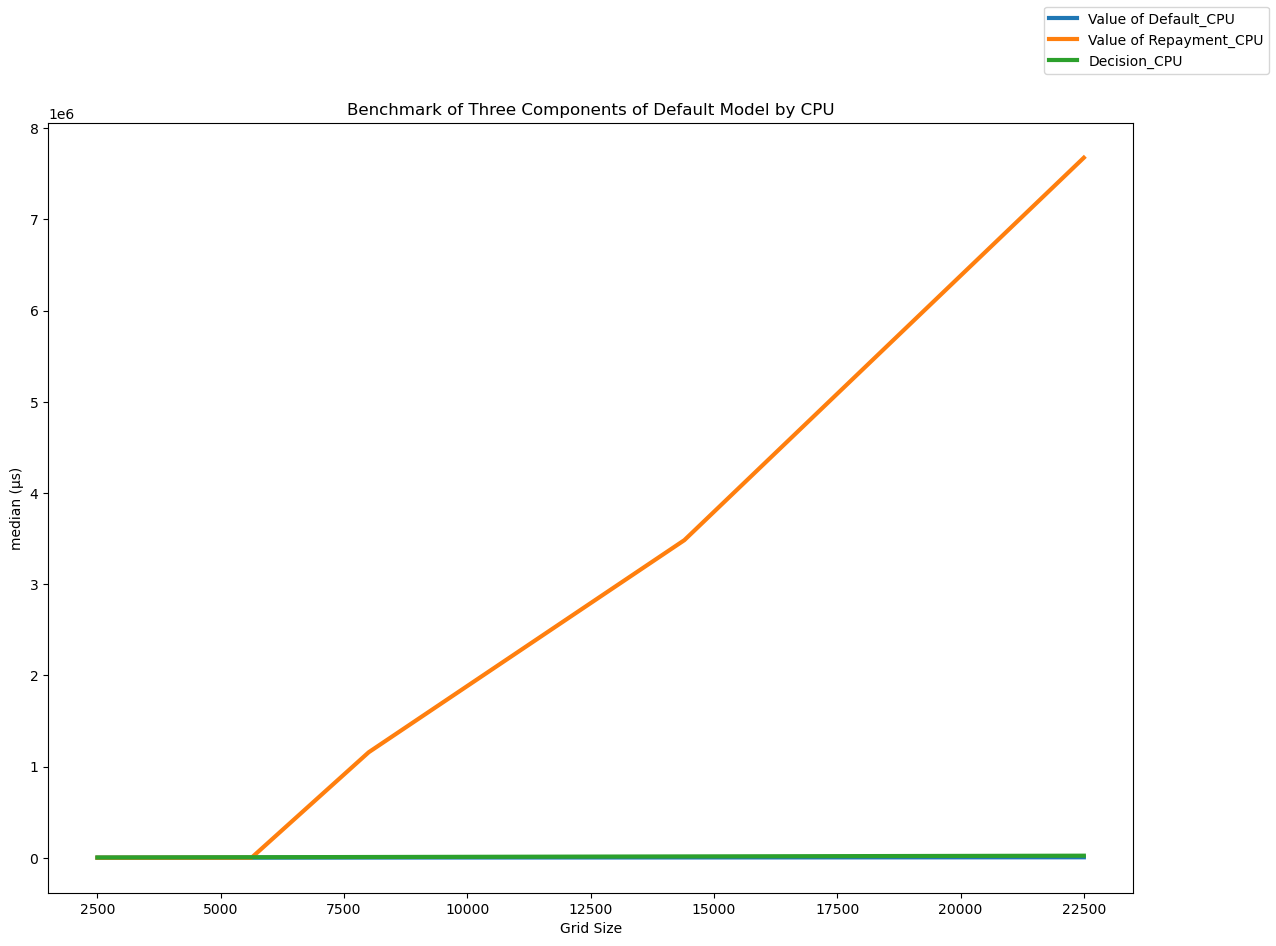 Value of Default_CPU
Value of Repayment_CPU
Decision_CPU
Benchmark of Three Components of Default Model by CPU
1e6
8
7
6
5
4
3
2
1
0
median (μs)
2500 5000 7500 10000 12500 15000 17500 20000 22500
Grid Size